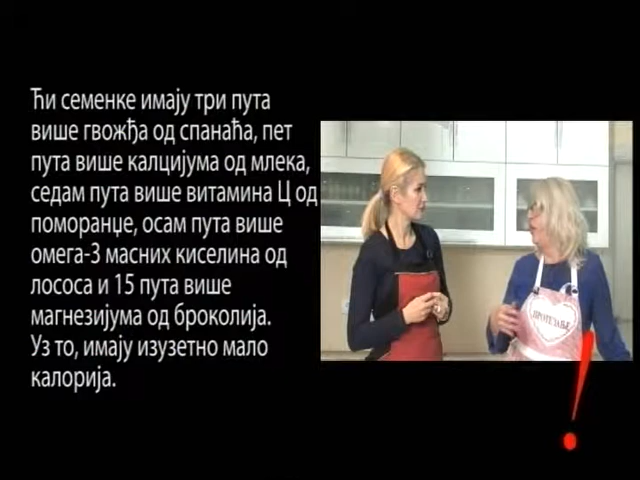 Ћи семенке имају три пута
више гвожђа од спанаћа, пет
пута више калцијума од млека,
седам пута више витамина Ц од
поморанџе, осам пута више
омега-3 масних киселина од
лососа и 15 пута више
магнезијума од броколија.
Уз то, имају изузетно мало
калорија.
!